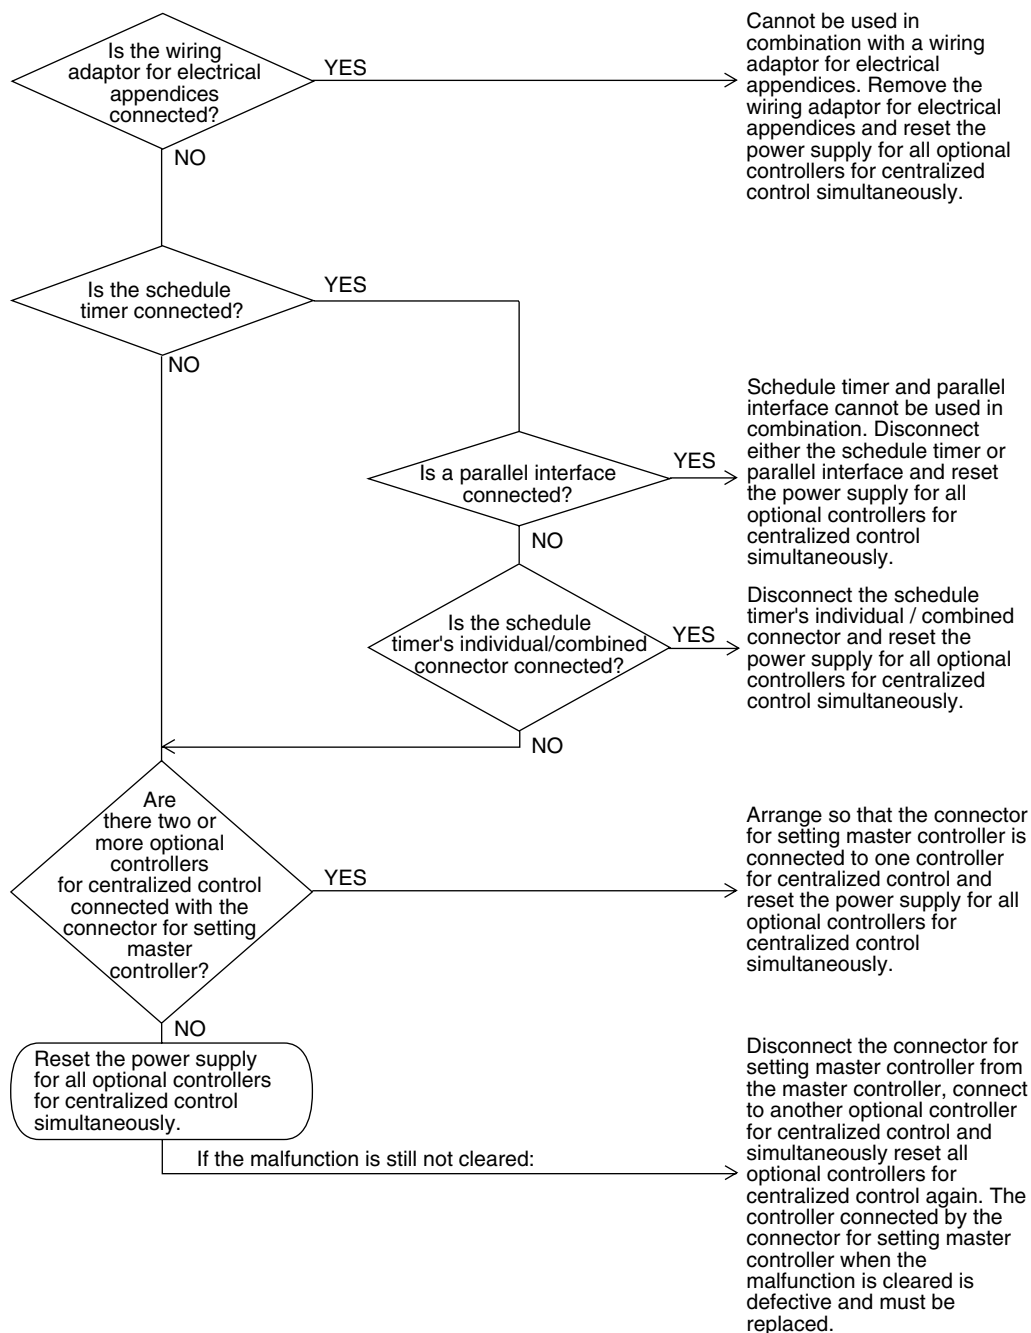 Is the wiring
adaptor for electrical
appendices
connected?
YES
Cannot be used in
combination with a wiring
adaptor for electrical
appendices. Remove the
wiring adaptor for electrical
appendices and reset the
power supply for all optional
controllers for centralized
control simultaneously.
NO
Is the schedule
timer connected?
YES
NO
Is a parallel interface
connected?
YES
Schedule timer and parallel
interface cannot be used in
combination. Disconnect
either the schedule timer or
parallel interface and reset
the power supply for all
optional controllers for
centralized control
simultaneously.
NO
Is the schedule
timer's individual/combined
connector connected?
YES
Disconnect the schedule
timer's individual / combined
connector and reset the
power supply for all optional
controllers for centralized
control simultaneously.
NO
Are
there two or
more optional
controllers
for centralized control
connected with the
connector for setting
master
controller?
YES
Arrange so that the connector
for setting master controller is
connected to one controller
for centralized control and
reset the power supply for all
optional controllers for
centralized control
simultaneously.
NO
Reset the power supply
for all optional controllers
for centralized control
simultaneously.
If the malfunction is still not cleared:
Disconnect the connector for
setting master controller from
the master controller, connect
to another optional controller
for centralized control and
simultaneously reset all
optional controllers for
centralized control again. The
controller connected by the
connector for setting master
controller when the
malfunction is cleared is
defective and must be
replaced.